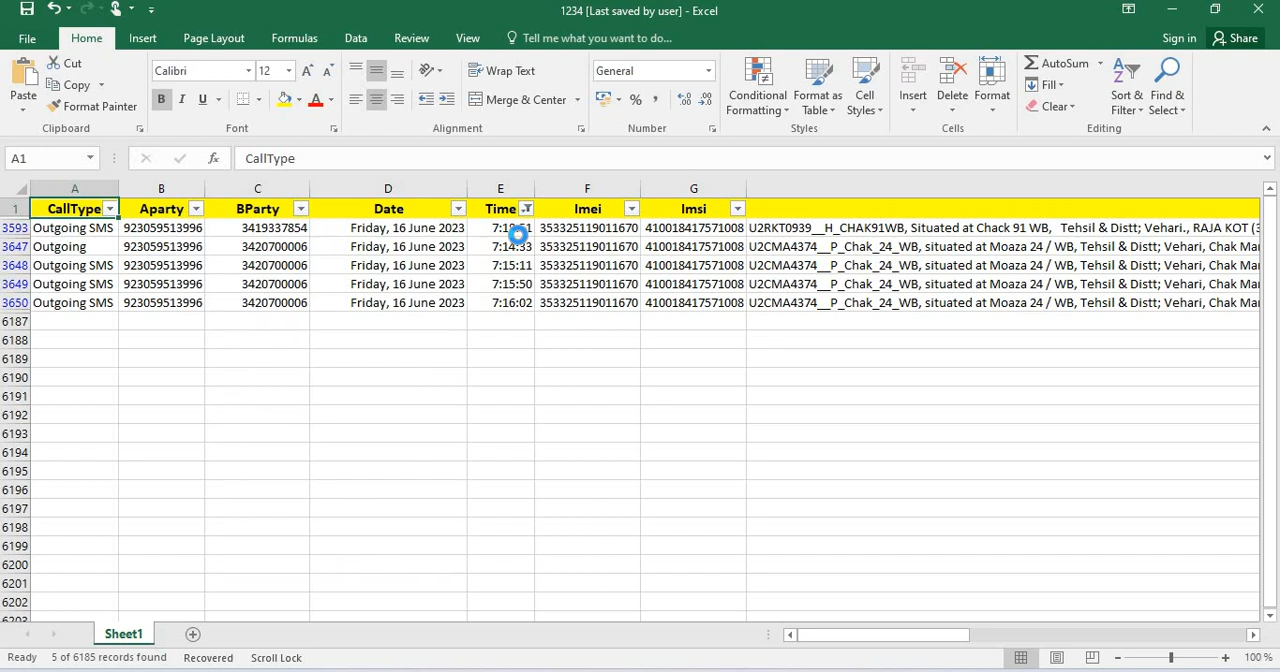 1234 [Last saved by user] - Excel
File Home Insert Page Layout Formulas Data Review View Tell me what you want to do... Sign in Share
Paste Cut Copy Format Painter Clipboard
Calibri 12 B I U A Font
Wrap Text Merge & Center Alignment
General % , Number
Conditional Formatting Format as Table Cell Styles Styles
Insert Delete Format Cells
AutoSum Fill Clear Sort & Filter Find & Select Editing
A1 fx CallType
A B C D E F G
1 CallType Aparty BParty Date Time Imei Imsi
3593 Outgoing SMS 923059513996 3419337854 Friday, 16 June 2023 353325119011670 410018417571008 U2RKT0939__H_CHAK91WB, Situated at Chack 91 WB, Tehsil & Distt; Vehari., RAJA KOT (3
3647 Outgoing 923059513996 3420700006 Friday, 16 June 2023 7:14:33 353325119011670 410018417571008 U2CMA4374__P_Chak_24_WB, situated at Moaza 24 / WB, Tehsil & Distt; Vehari, Chak Mar
3648 Outgoing SMS 923059513996 3420700006 Friday, 16 June 2023 7:15:11 353325119011670 410018417571008 U2CMA4374__P_Chak_24_WB, situated at Moaza 24 / WB, Tehsil & Distt; Vehari, Chak Mar
3649 Outgoing SMS 923059513996 3420700006 Friday, 16 June 2023 7:15:50 353325119011670 410018417571008 U2CMA4374__P_Chak_24_WB, situated at Moaza 24 / WB, Tehsil & Distt; Vehari, Chak Mar
3650 Outgoing SMS 923059513996 3420700006 Friday, 16 June 2023 7:16:02 353325119011670 410018417571008 U2CMA4374__P_Chak_24_WB, situated at Moaza 24 / WB, Tehsil & Distt; Vehari, Chak Mar
6187
6188
6189
6190
6191
6192
6193
6194
6195
6196
6197
6198
6199
6200
6201
6202
6203
Sheet1
Ready 5 of 6185 records found Recovered Scroll Lock 100 %